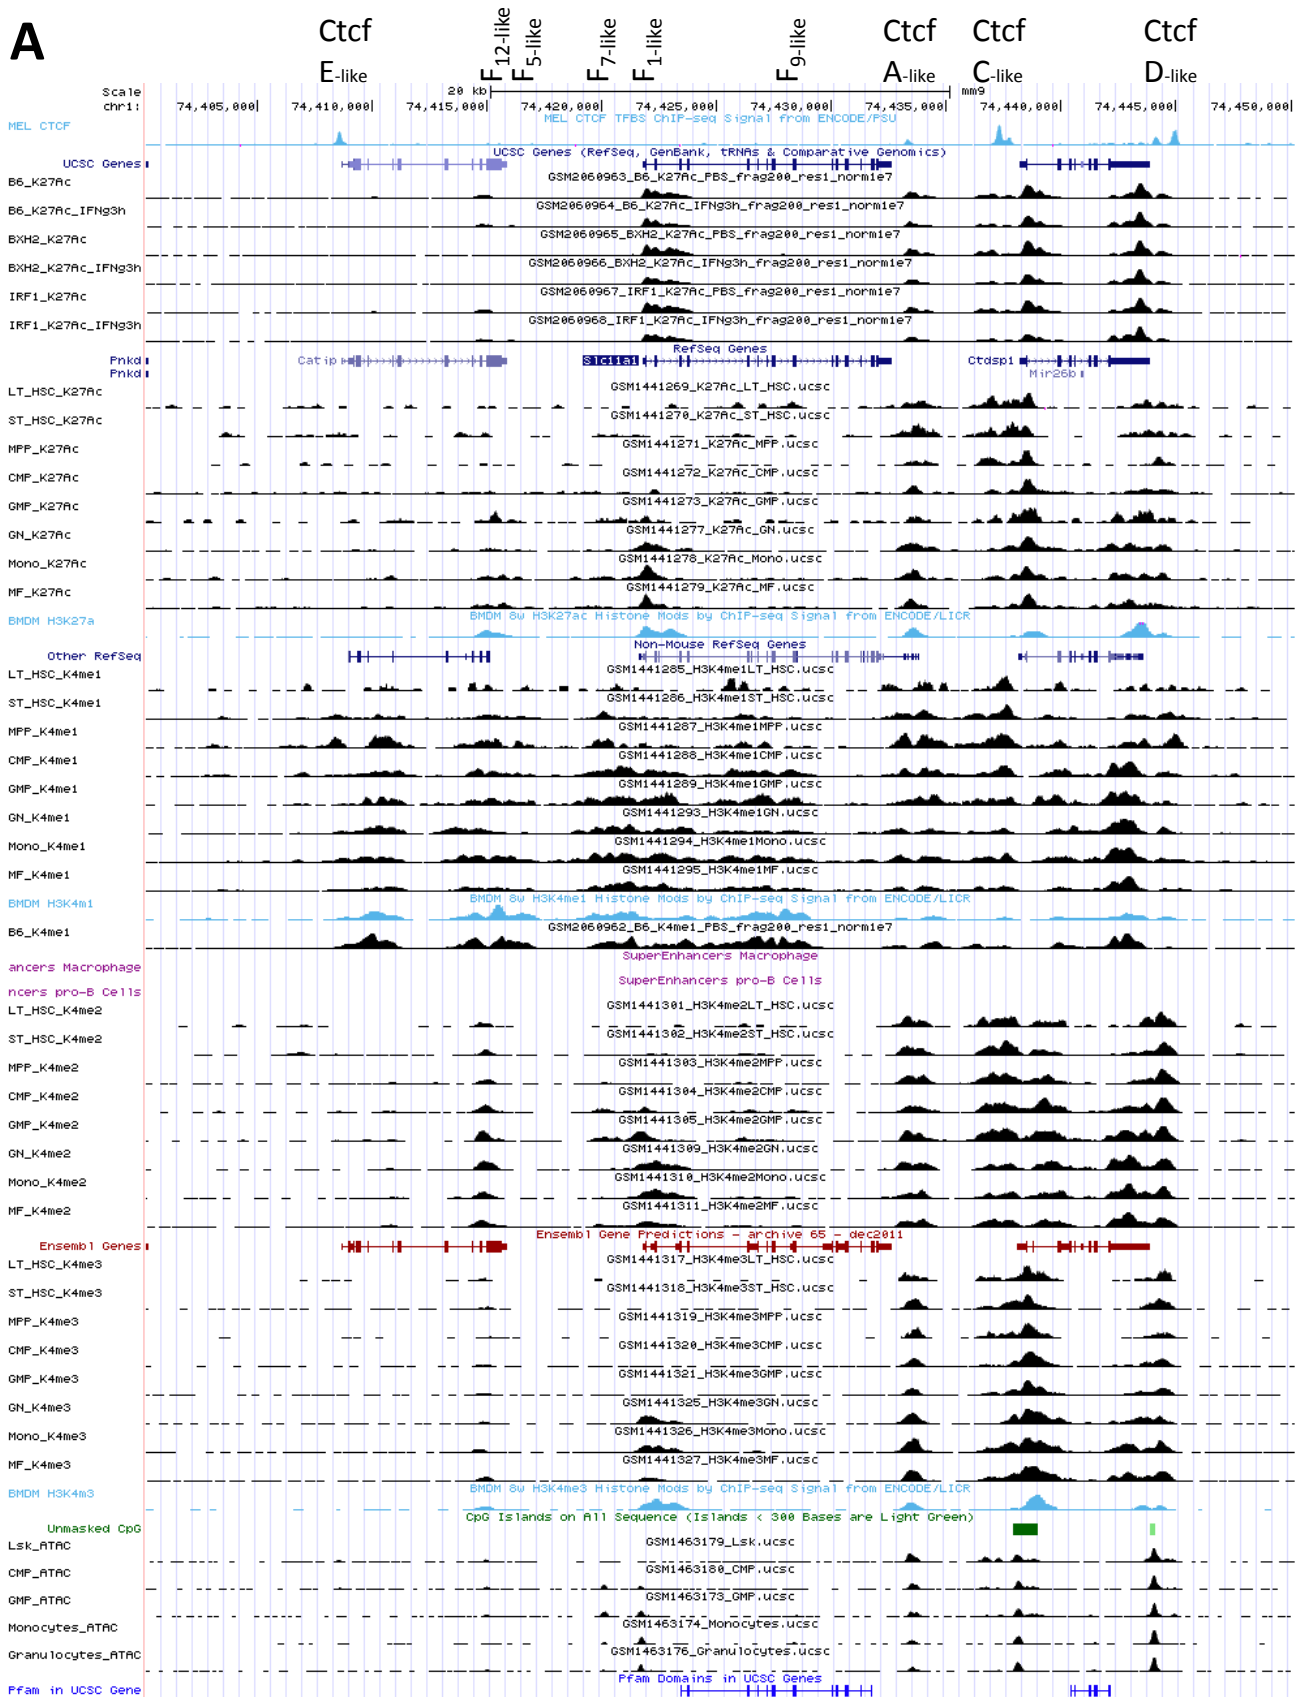 A
Ctcf
E-like
F12-like
F5-like
F7-like
F1-like
F9-like
Ctcf
A-like
Ctcf
C-like
Ctcf
D-like
Scale 20 kb mm9
chr1: 74,405,000 74,410,000 74,415,000 74,420,000 74,425,000 74,430,000 74,435,000 74,440,000 74,445,000 74,450,000
MEL CTCF TFBS ChIP-seq Signal from ENCODE/PSU
MEL CTCF
UCSC Genes (RefSeq, GenBank, tRNAs & Comparative Genomics)
UCSC Genes
GSM2060963_B6_K27Ac_PBS_frag200_res1_norm1e7
B6_K27Ac
GSM2060964_B6_K27Ac_IFNg3h_frag200_res1_norm1e7
B6_K27Ac_IFNg3h
GSM2060965_BXH2_K27Ac_PBS_frag200_res1_norm1e7
BXH2_K27Ac
GSM2060966_BXH2_K27Ac_IFNg3h_frag200_res1_norm1e7
BXH2_K27Ac_IFNg3h
GSM2060967_IRF1_K27Ac_PBS_frag200_res1_norm1e7
IRF1_K27Ac
GSM2060968_IRF1_K27Ac_IFNg3h_frag200_res1_norm1e7
IRF1_K27Ac_IFNg3h
RefSeq Genes
Pnkd Catip Slc11a1 Ctdsp1
Pnkd Mir26b
GSM1441269_K27Ac_LT_HSC.ucsc
LT_HSC_K27Ac
GSM1441270_K27Ac_ST_HSC.ucsc
ST_HSC_K27Ac
GSM1441271_K27Ac_MPP.ucsc
MPP_K27Ac
GSM1441272_K27Ac_CMP.ucsc
CMP_K27Ac
GSM1441273_K27Ac_GMP.ucsc
GMP_K27Ac
GSM1441277_K27Ac_GN.ucsc
GN_K27Ac
GSM1441278_K27Ac_Mono.ucsc
Mono_K27Ac
GSM1441279_K27Ac_MF.ucsc
MF_K27Ac
BMDM 8w H3K27ac Histone Mods by ChIP-seq Signal from ENCODE/LICR
BMDM H3K27a
Non-Mouse RefSeq Genes
Other RefSeq
GSM1441285_H3K4me1LT_HSC.ucsc
LT_HSC_K4me1
GSM1441286_H3K4me1ST_HSC.ucsc
ST_HSC_K4me1
GSM1441287_H3K4me1MPP.ucsc
MPP_K4me1
GSM1441288_H3K4me1CMP.ucsc
CMP_K4me1
GSM1441289_H3K4me1GMP.ucsc
GMP_K4me1
GSM1441293_H3K4me1GN.ucsc
GN_K4me1
GSM1441294_H3K4me1Mono.ucsc
Mono_K4me1
GSM1441295_H3K4me1MF.ucsc
MF_K4me1
BMDM 8w H3K4me1 Histone Mods by ChIP-seq Signal from ENCODE/LICR
BMDM H3K4m1
GSM2060962_B6_K4me1_PBS_frag200_res1_norm1e7
B6_K4me1
SuperEnhancers Macrophage
ancers Macrophage
SuperEnhancers pro-B Cells
ncers pro-B Cells
GSM1441301_H3K4me2LT_HSC.ucsc
LT_HSC_K4me2
GSM1441302_H3K4me2ST_HSC.ucsc
ST_HSC_K4me2
GSM1441303_H3K4me2MPP.ucsc
MPP_K4me2
GSM1441304_H3K4me2CMP.ucsc
CMP_K4me2
GSM1441305_H3K4me2GMP.ucsc
GMP_K4me2
GSM1441309_H3K4me2GN.ucsc
GN_K4me2
GSM1441310_H3K4me2Mono.ucsc
Mono_K4me2
GSM1441311_H3K4me2MF.ucsc
MF_K4me2
Ensembl Gene Predictions - archive 65 - dec2011
Ensembl Genes
GSM1441317_H3K4me3LT_HSC.ucsc
LT_HSC_K4me3
GSM1441318_H3K4me3ST_HSC.ucsc
ST_HSC_K4me3
GSM1441319_H3K4me3MPP.ucsc
MPP_K4me3
GSM1441320_H3K4me3CMP.ucsc
CMP_K4me3
GSM1441321_H3K4me3GMP.ucsc
GMP_K4me3
GSM1441325_H3K4me3GN.ucsc
GN_K4me3
GSM1441326_H3K4me3Mono.ucsc
Mono_K4me3
GSM1441327_H3K4me3MF.ucsc
MF_K4me3
BMDM 8w H3K4me3 Histone Mods by ChIP-seq Signal from ENCODE/LICR
BMDM H3K4m3
CpG Islands on All Sequence (Islands < 300 Bases are Light Green)
Unmasked CpG
GSM1463179_Lsk.ucsc
Lsk_ATAC
GSM1463180_CMP.ucsc
CMP_ATAC
GSM1463173_GMP.ucsc
GMP_ATAC
GSM1463174_Monocytes.ucsc
Monocytes_ATAC
GSM1463176_Granulocytes.ucsc
Granulocytes_ATAC
Pfam Domains in UCSC Genes
Pfam in UCSC Gene